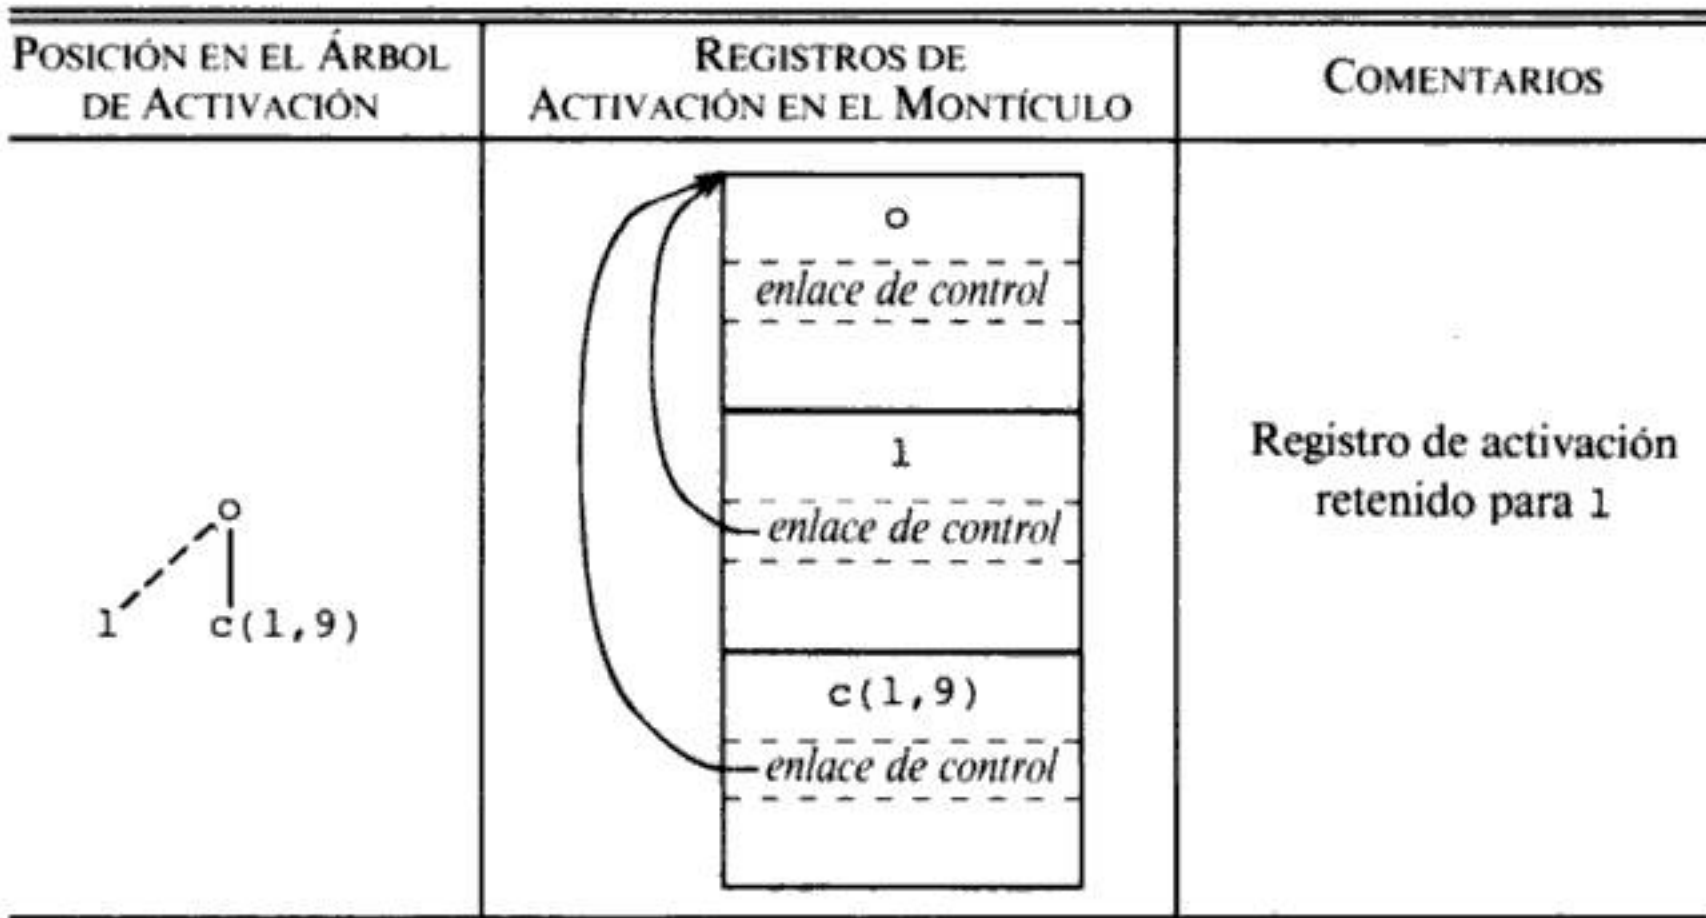 POSICIÓN EN EL ÁRBOL
DE ACTIVACIÓN
REGISTROS DE
ACTIVACIÓN EN EL MONTÍCULO
COMENTARIOS
o
l
c(1,9)
o
enlace de control
l
enlace de control
c(1,9)
enlace de control
Registro de activación
retenido para l